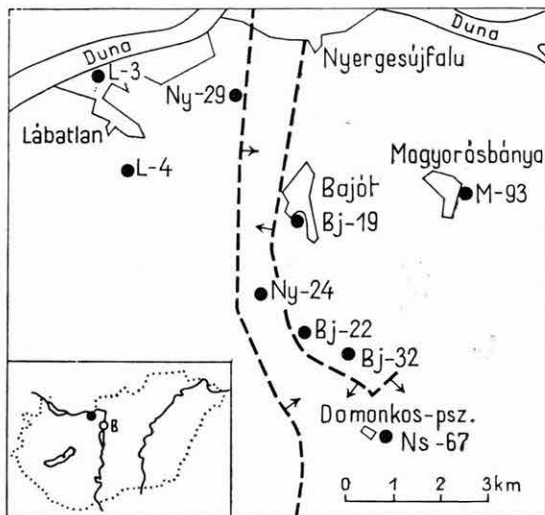 Duna
Duna
Nyergesújfalu
L-3
Ny-29
Lábatlan
L-4
Magyorósbánya
M-93
Bajót
Bj-19
Ny-24
Bj-22
Bj-32
Domonkos-psz.
Ns-67
B
0 1 2 3km